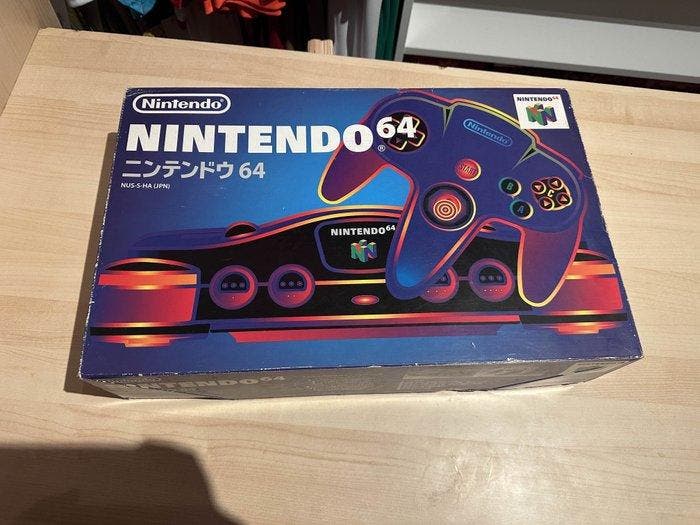 Nintendo
NINTENDO64
®
ニンテンドウ 64
NUS-S-HA (JPN)
NINTENDO64
Nintendo
START
B
A
C
NINTENDO64
NINTENDO64